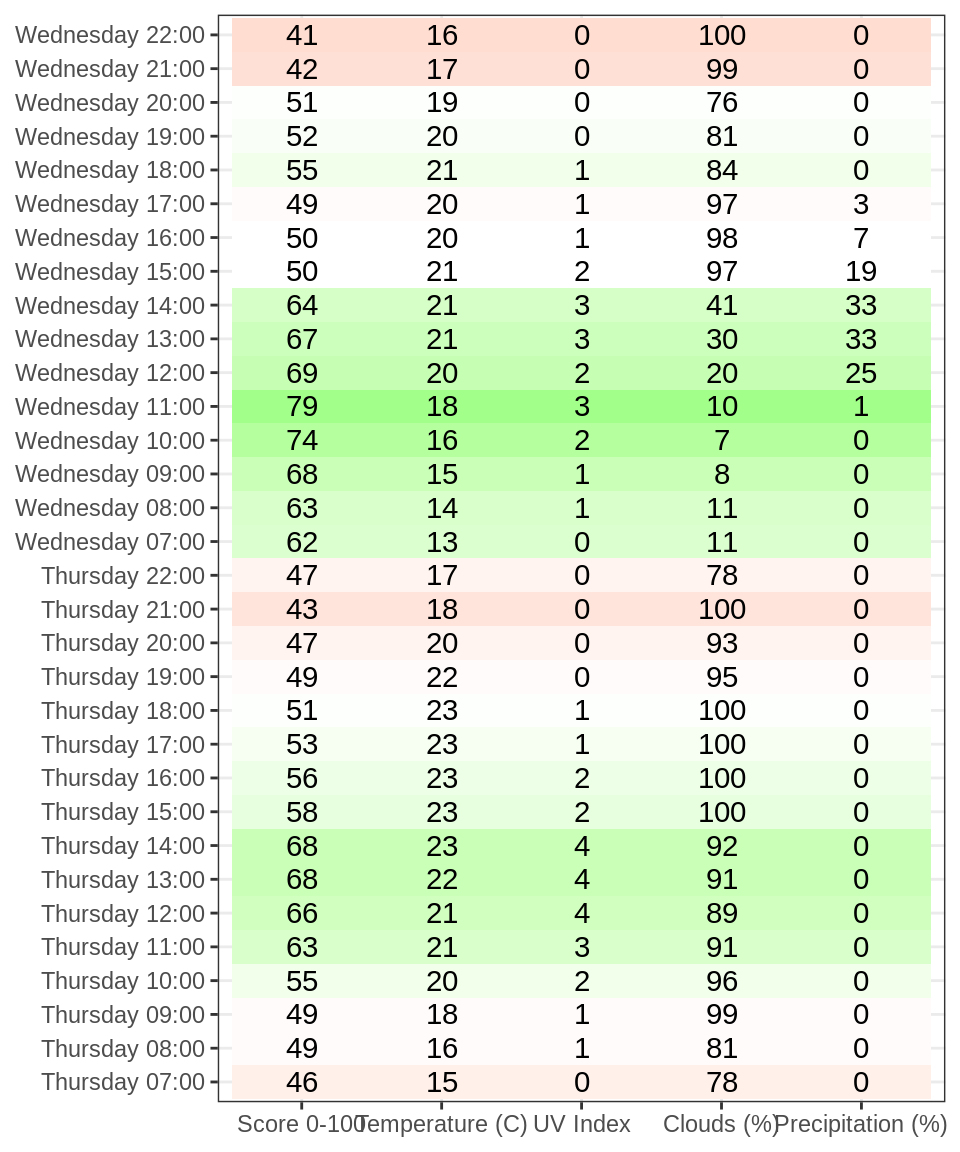 Wednesday 22:00 41 16 0 100 0
Wednesday 21:00 42 17 0 99 0
Wednesday 20:00 51 19 0 76 0
Wednesday 19:00 52 20 0 81 0
Wednesday 18:00 55 21 1 84 0
Wednesday 17:00 49 20 1 97 3
Wednesday 16:00 50 20 1 98 7
Wednesday 15:00 50 21 2 97 19
Wednesday 14:00 64 21 3 41 33
Wednesday 13:00 67 21 3 30 33
Wednesday 12:00 69 20 2 20 25
Wednesday 11:00 79 18 3 10 1
Wednesday 10:00 74 16 2 7 0
Wednesday 09:00 68 15 1 8 0
Wednesday 08:00 63 14 1 11 0
Wednesday 07:00 62 13 0 11 0
Thursday 22:00 47 17 0 78 0
Thursday 21:00 43 18 0 100 0
Thursday 20:00 47 20 0 93 0
Thursday 19:00 49 22 0 95 0
Thursday 18:00 51 23 1 100 0
Thursday 17:00 53 23 1 100 0
Thursday 16:00 56 23 2 100 0
Thursday 15:00 58 23 2 100 0
Thursday 14:00 68 23 4 92 0
Thursday 13:00 68 22 4 91 0
Thursday 12:00 66 21 4 89 0
Thursday 11:00 63 21 3 91 0
Thursday 10:00 55 20 2 96 0
Thursday 09:00 49 18 1 99 0
Thursday 08:00 49 16 1 81 0
Thursday 07:00 46 15 0 78 0
Score 0-100 Temperature (C) UV Index Clouds (%) Precipitation (%)